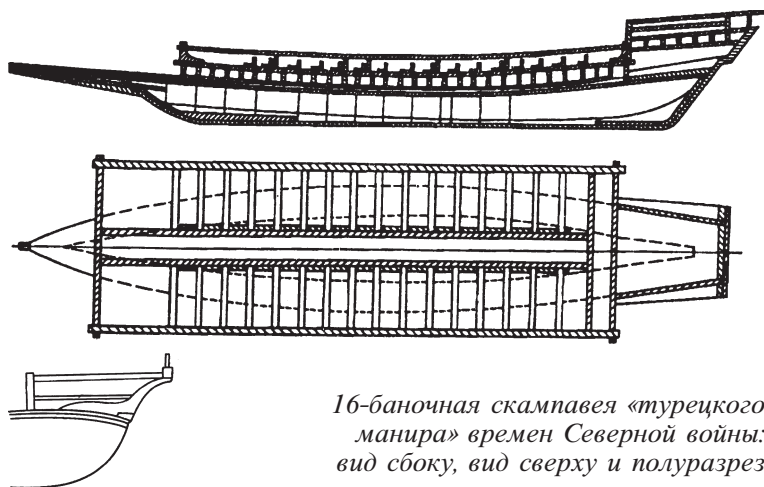 16-баночная скампавея «турецкого
манира» времен Северной войны:
вид сбоку, вид сверху и полуразрез